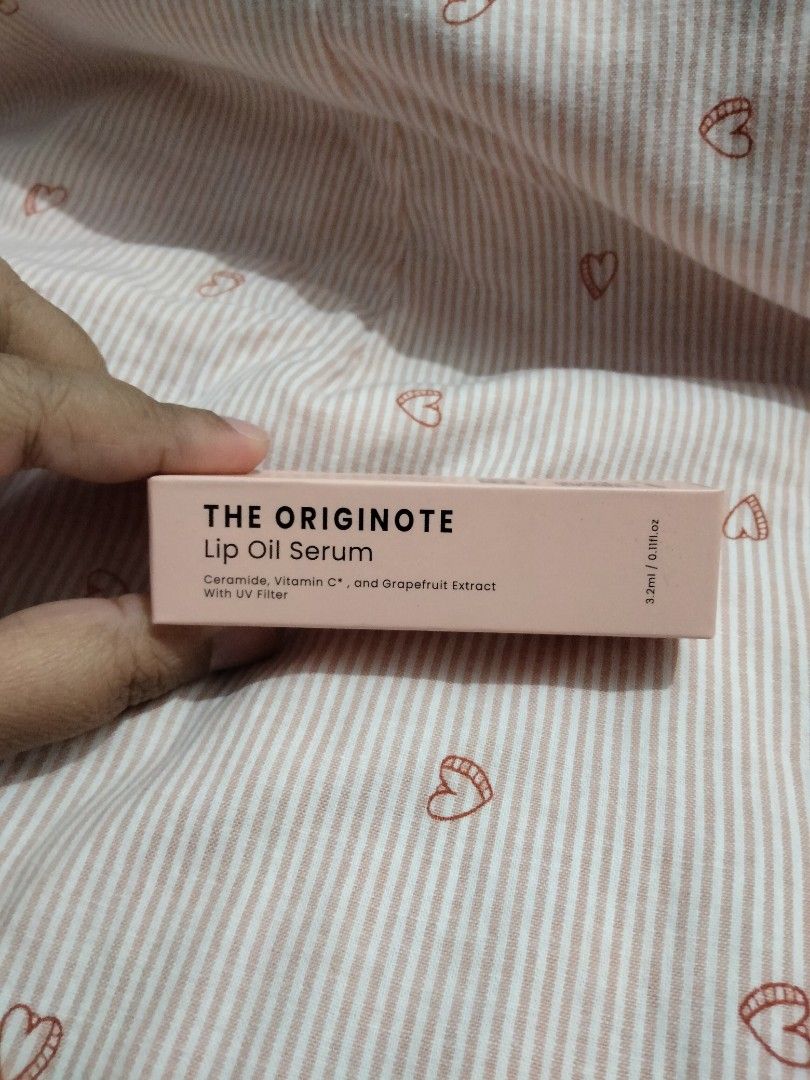 THE ORIGINOTE
Lip Oil Serum
Ceramide, Vitamin C* , and Grapefruit Extract
With UV Filter
3.2ml / 0.11fl.oz